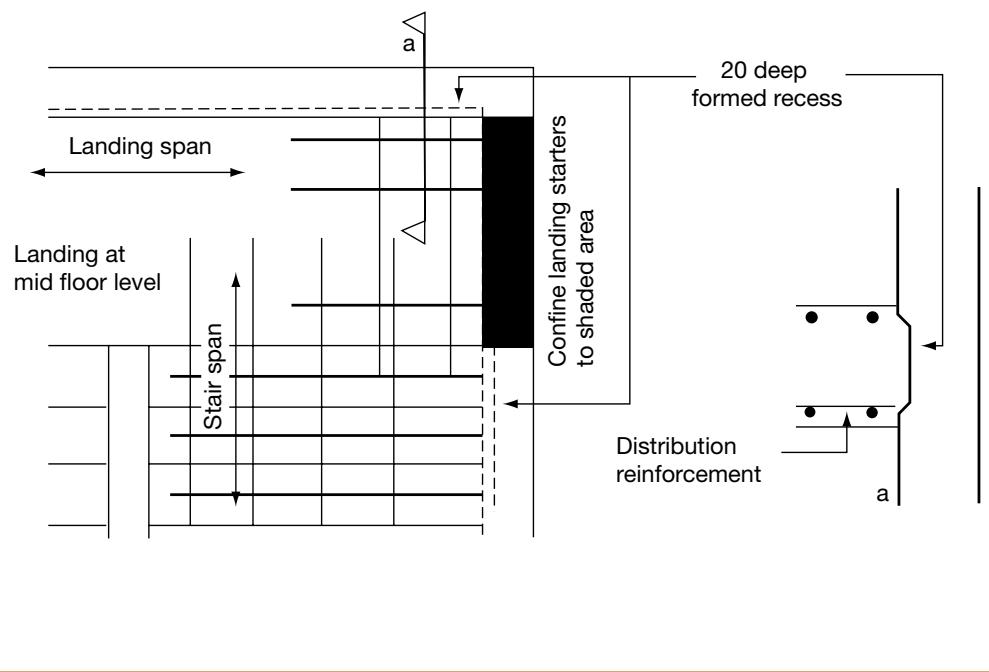 a
20 deep
formed recess
Landing span
Confine landing starters
to shaded area
Landing at
mid floor level
Stair span
Distribution
reinforcement
a